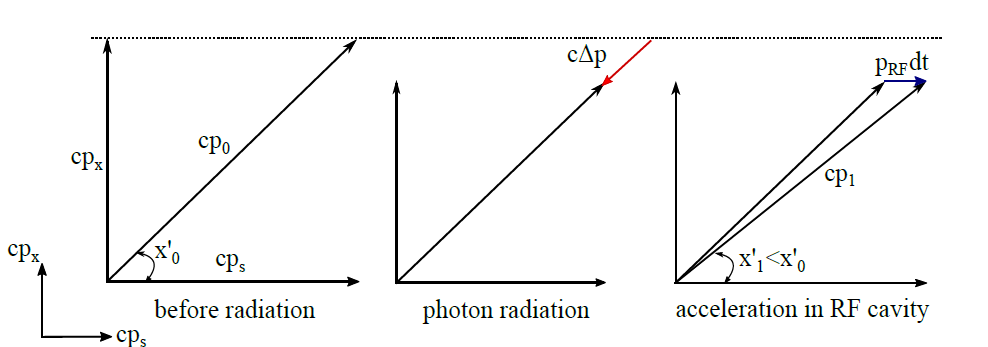 cΔp
p_RF dt
cp_x
cp_0
cp_1
x'_0
cp_s
x'_1<x'_0
before radiation
photon radiation
acceleration in RF cavity
cp_x
cp_s